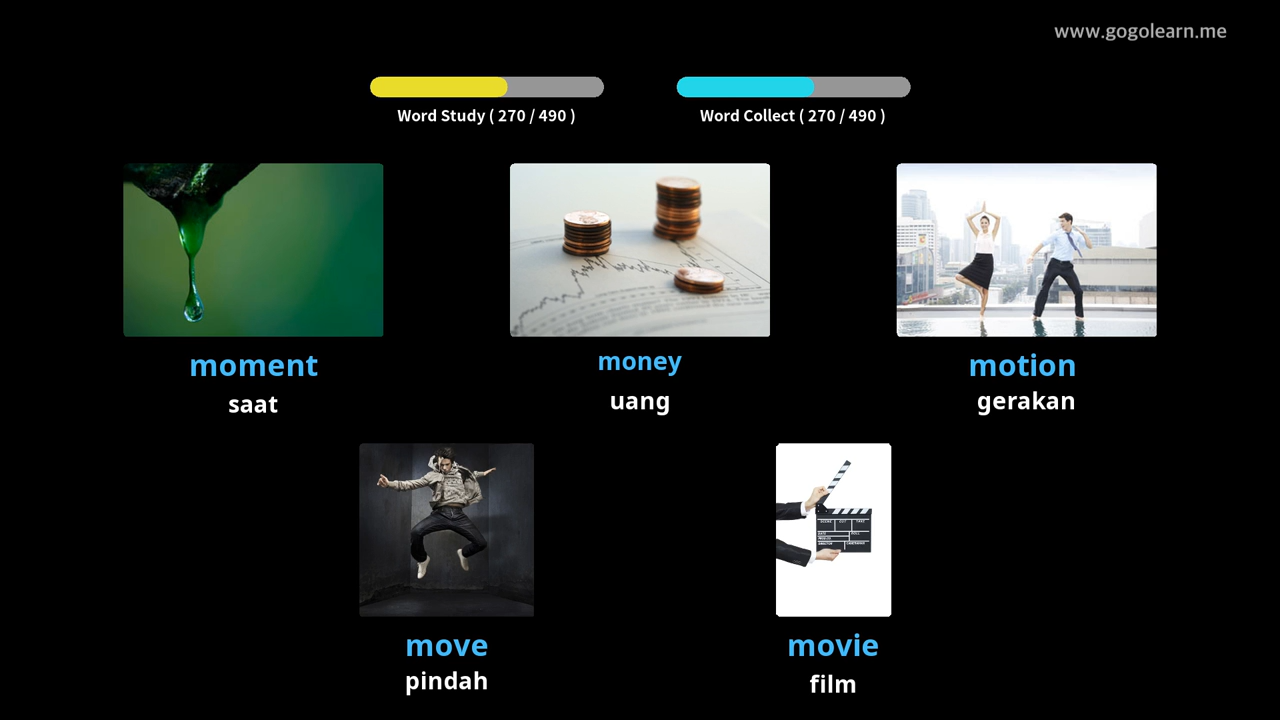 www.gogolearn.me
Word Study ( 270 / 490 )
Word Collect ( 270 / 490 )
moment
saat
money
uang
motion
gerakan
move
pindah
movie
film